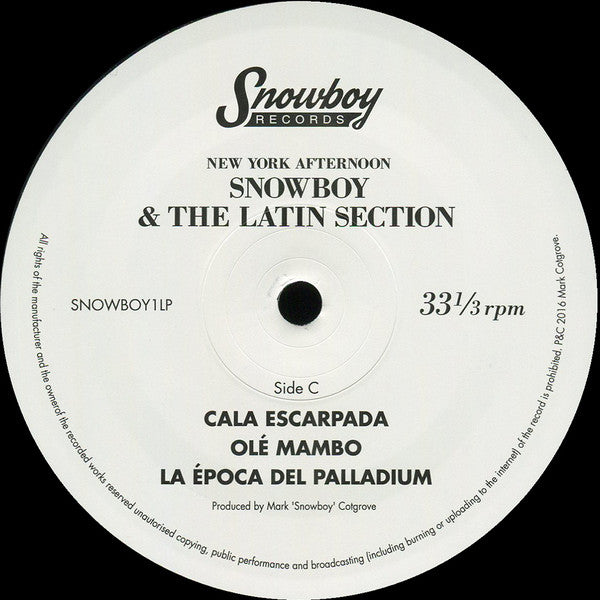 Snowboy
RECORDS
NEW YORK AFTERNOON
SNOWBOY
& THE LATIN SECTION
SNOWBOY1LP
33 1/3 rpm
Side C
CALA ESCARPADA
OLÉ MAMBO
LA ÉPOCA DEL PALLADIUM
Produced by Mark 'Snowboy' Cotgrove
All rights of the manufacturer and the ownerof the recorded works reserved unautorised copying, public performance and broadcasting (including burning or uploading to the internet) of the record is prohibited. P&C 2016 Mark Cotgrove.